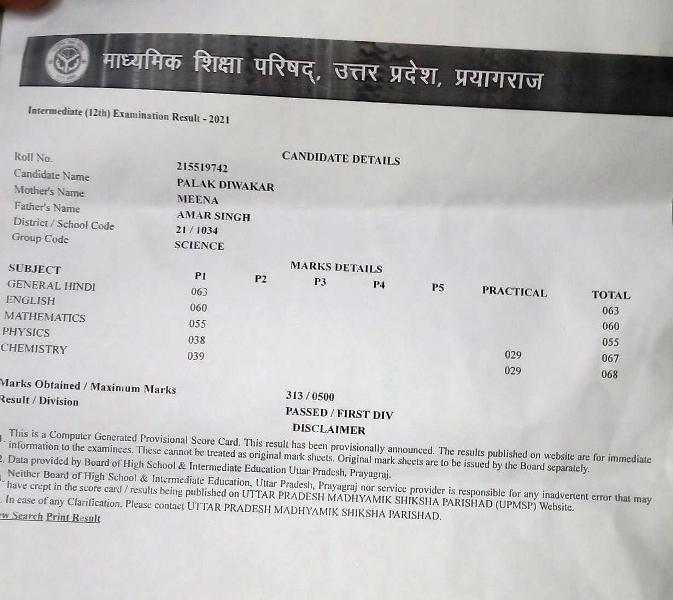 माध्यमिक शिक्षा परिषद्, उत्तर प्रदेश, प्रयागराज
Intermediate (12th) Examination Result - 2021
CANDIDATE DETAILS
Roll No. 215519742
Candidate Name PALAK DIWAKAR
Mother's Name MEENA
Father's Name AMAR SINGH
District / School Code 21 / 1034
Group Code SCIENCE
MARKS DETAILS
SUBJECT P1 P2 P3 P4 P5 PRACTICAL TOTAL
GENERAL HINDI 063 063
ENGLISH 060 060
MATHEMATICS 055 055
PHYSICS 038 029 067
CHEMISTRY 039 029 068
Marks Obtained / Maximum Marks 313 / 0500
Result / Division PASSED / FIRST DIV
DISCLAIMER
. This is a Computer Generated Provisional Score Card. This result has been provisionally announced. The results published on website are for immediate
information to the examinees. These cannot be treated as original mark sheets. Original mark sheets are to be issued by the Board separately.
2. Data provided by Board of High School & Intermediate Education Uttar Pradesh, Prayagraj.
. Neither Board of High School & Intermediate Education, Uttar Pradesh, Prayagraj nor service provider is responsible for any inadvertent error that may
have crept in the score card / results being published on UTTAR PRADESH MADHYAMIK SHIKSHA PARISHAD (UPMSP) Website.
. In case of any Clarification. Please contact UTTAR PRADESH MADHYAMIK SHIKSHA PARISHAD.
w Search Print Result